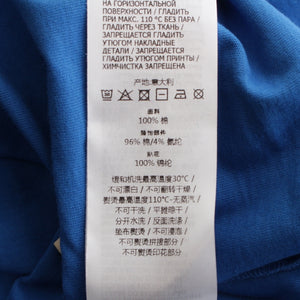 НА ГОРИЗОНТАЛЬНОЙ
ПОВЕРХНОСТИ / ГЛАДИТЬ
ПРИ МАКС. 110 °C БЕЗ ПАРА /
ГЛАДИТЬ ЧЕРЕЗ ТКАНЬ /
ЗАПРЕЩАЕТСЯ ГЛАДИТЬ
УТЮГОМ НАКЛАДНЫЕ
ДЕТАЛИ / ЗАПРЕЩАЕТСЯ ГЛАДИТЬ
УТЮГОМ ПРИНТЫ /
ХИМЧИСТКА ЗАПРЕЩЕНА
产地:意大利
面料
100% 棉
附加部件
96% 棉/4% 氨纶
100% 锦纶
缓和机洗最高温度30°C /
不可漂白 / 不可翻转干燥 /
熨烫最高温度110°C-无蒸汽 /
不可干洗 / 平摊晾干 /
分开水洗 / 反面洗涤 /
垫布熨烫 / 不可浸泡 /
不可熨烫拼接部分 /
不可熨烫印花部分 /